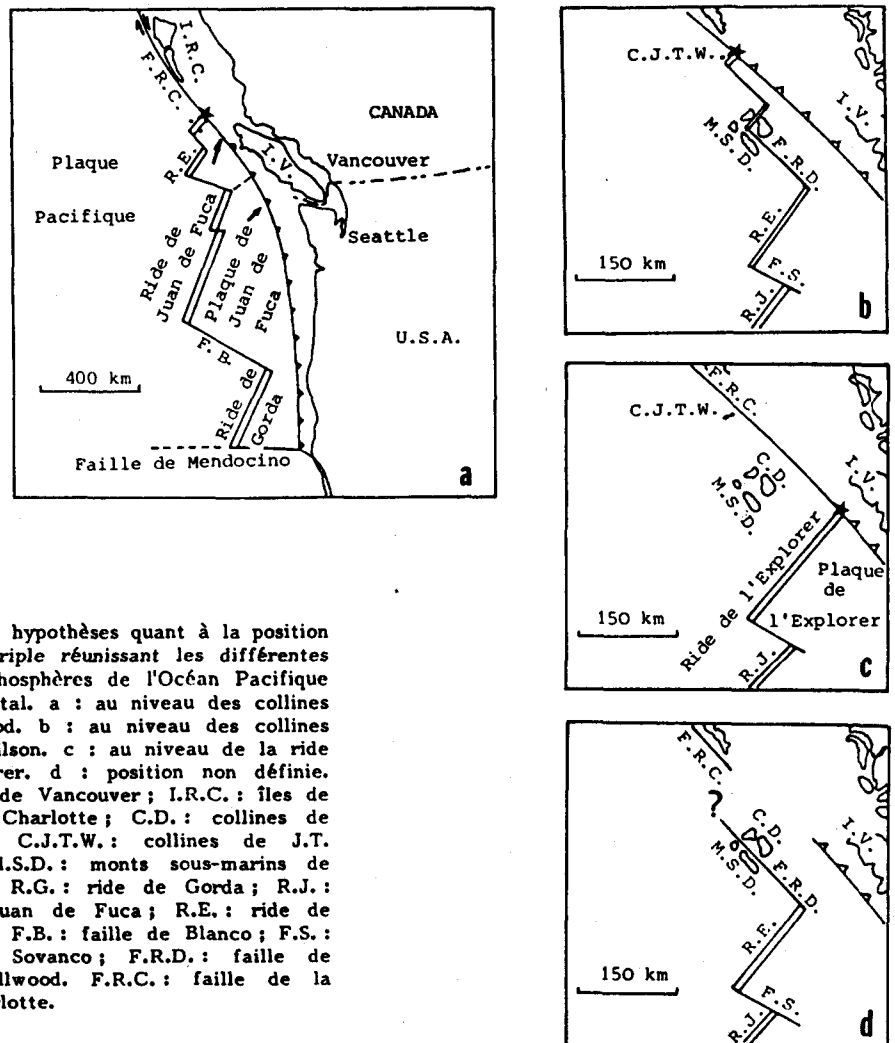 I.R.C.
F.R.C.
CANADA
Plaque
Pacifique
R.E.
I.V.
Vancouver
Seattle
Ride de
Juan de Fuca
Plaque de
Juan de
Fuca
U.S.A.
400 km
F.B.
Ride de
Gorda
Faille de Mendocino
a
C.J.T.W.
I.V.
M.S.D.
F.R.D.
R.E.
150 km
F.S.
R.J.
b
F.R.C.
C.J.T.W.
C.D.
M.S.D.
I.V.
Ride de l'Explorer
Plaque
de
l'Explorer
150 km
R.J.
c
hypothèses quant à la position
riple réunissant les différentes
hosphères de l'Océan Pacifique
tal. a : au niveau des collines
od. b : au niveau des collines
lson. c : au niveau de la ride
rer. d : position non définie.
de Vancouver ; I.R.C. : îles de
Charlotte ; C.D. : collines de
C.J.T.W. : collines de J.T.
M.S.D. : monts sous-marins de
R.G. : ride de Gorda ; R.J. :
uan de Fuca ; R.E. : ride de
F.B. : faille de Blanco ; F.S. :
Sovanco ; F.R.D. : faille de
llwood. F.R.C. : faille de la
rlotte.
F.R.C.
?
C.D.
M.S.D.
F.R.D.
I.V.
R.E.
150 km
F.S.
R.J.
d